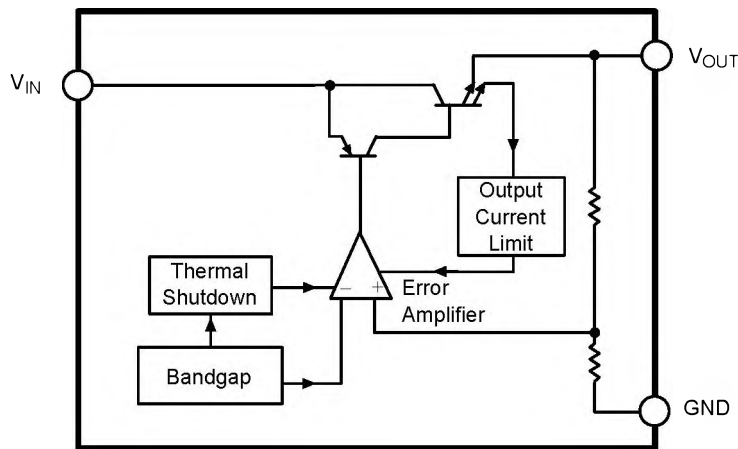 VIN
VOUT
Output
Current
Limit
Thermal
Shutdown
− +
Error
Amplifier
Bandgap
GND